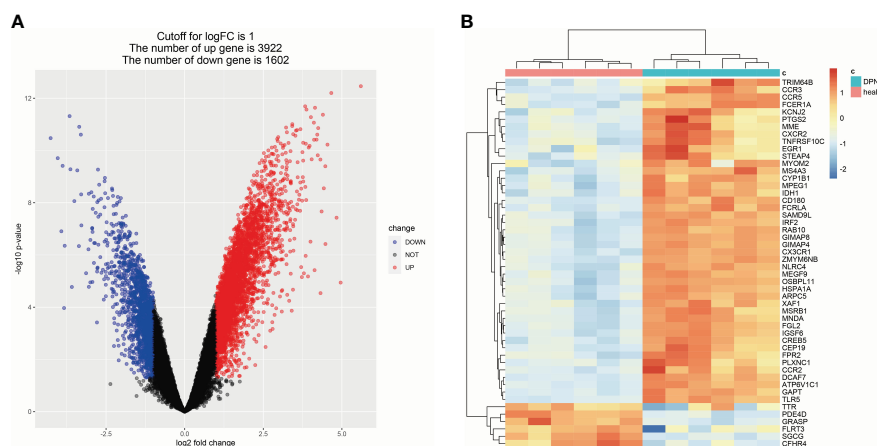 A
Cutoff for logFC is 1
The number of up gene is 3922
The number of down gene is 1602
12
8
4
0
-log10 p-value
-2.5
0.0
2.5
5.0
log2 fold change
change
DOWN
NOT
UP
B
c
TRIM64B
CCR3
CCR5
FCER1A
KCNJ2
PTGS2
MME
CXCR2
TNFRSF10C
EGR1
STEAP4
MYOM2
MS4A3
CYP1B1
MPEG1
IDH1
CD180
FCRLA
SAMD9L
IRF2
RAB10
GIMAP8
GIMAP4
CX3CR1
ZMYM6NB
NLRC4
MEGF9
OSBPL11
HSPA1A
ARPC5
XAF1
MSRB1
MNDA
FGL2
IGSF6
CREB5
CEP19
FPR2
PLXNC1
CCR2
DCAF7
ATP6V1C1
GAPT
TLR5
TTR
PDE4D
GRASP
FLRT3
SGCG
CFHR4
1
0
-1
-2
c
DPN
heal